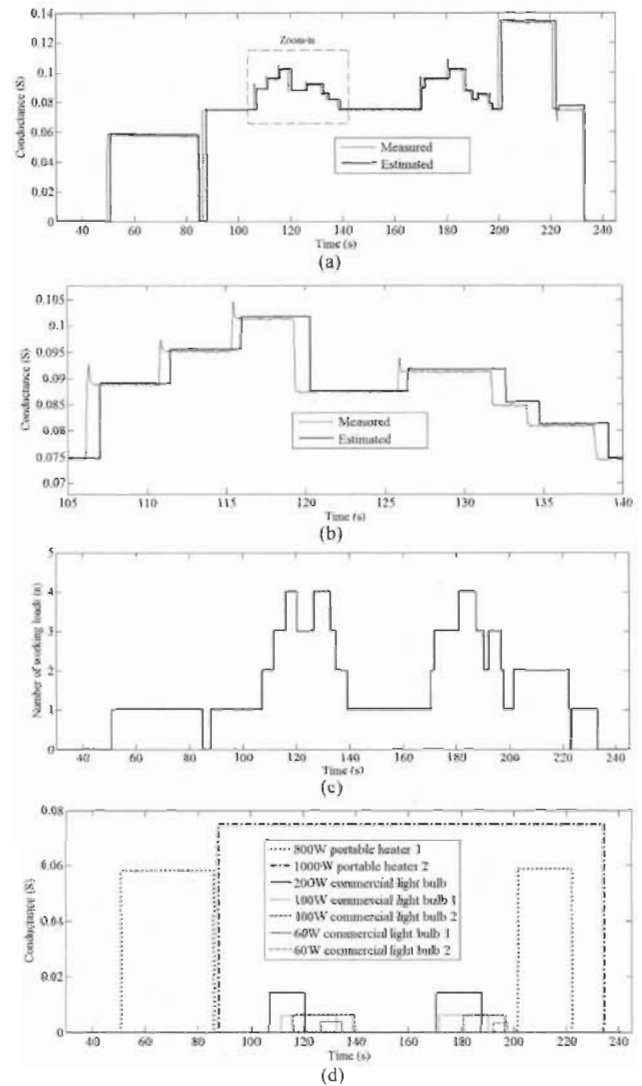 0.14
0.12
0.1
0.08
0.06
0.04
0.02
0
Conductance (S)
Zoom-in
Measured
Estimated
40 60 80 100 120 140 160 180 200 220 240
Time (s)
(a)
0.105
0.1
0.095
0.09
0.085
0.08
0.075
0.07
Conductance (S)
Measured
Estimated
105 110 115 120 125 130 135 140
Time (s)
(b)
5
4
3
2
1
0
Number of working loads (n)
40 60 80 100 120 140 160 180 200 220 240
Time (s)
(c)
0.08
0.06
0.04
0.02
0
Conductance (S)
800W portable heater 1
1000W portable heater 2
200W commercial light bulb
100W commercial light bulb 1
100W commercial light bulb 2
60W commercial light bulb 1
60W commercial light bulb 2
40 60 80 100 120 140 160 180 200 220 240
Time (s)
(d)